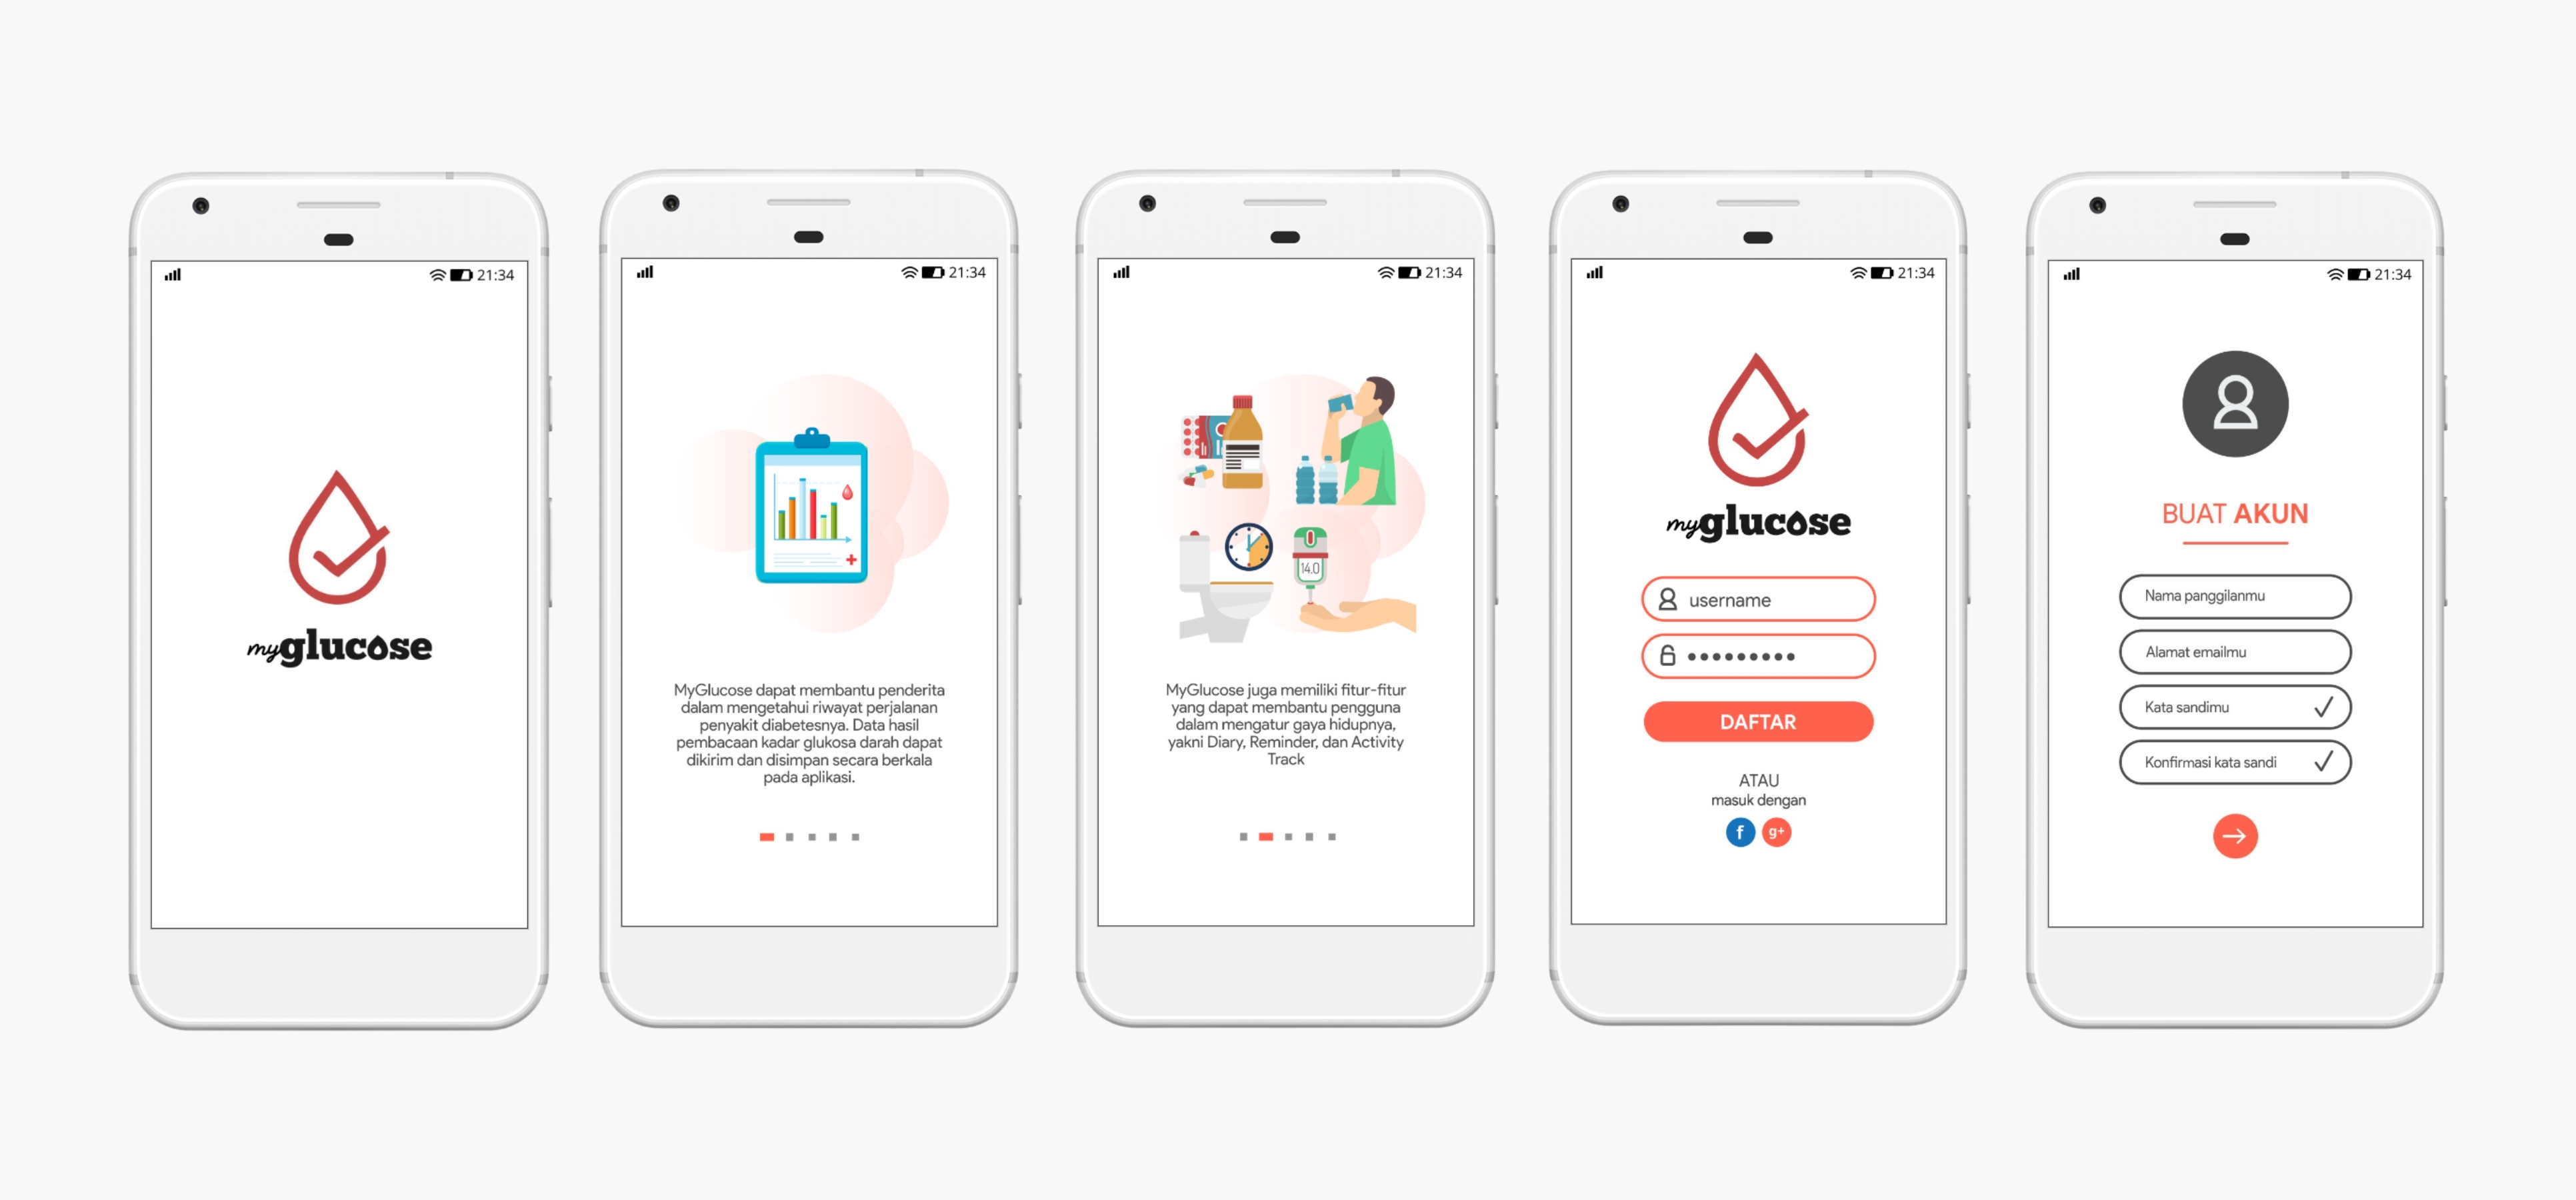 21:34
myglucose
21:34
MyGlucose dapat membantu penderita
dalam mengetahui riwayat perjalanan
penyakit diabetesnya. Data hasil
pembacaan kadar glukosa darah dapat
dikirim dan disimpan secara berkala
pada aplikasi.
21:34
14.0
MyGlucose juga memiliki fitur-fitur
yang dapat membantu pengguna
dalam mengatur gaya hidupnya,
yakni Diary, Reminder, dan Activity
Track
21:34
myglucose
username
DAFTAR
ATAU
masuk dengan
f g+
21:34
BUAT AKUN
Nama panggilanmu
Alamat emailmu
Kata sandimu
Konfirmasi kata sandi